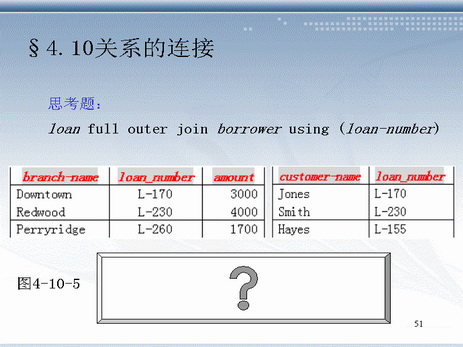 §4.10关系的连接
思考题：
loan full outer join borrower using (loan-number)
branch-name loan_number amount customer-name loan_number
Downtown L-170 3000 Jones L-170
Redwood L-230 4000 Smith L-230
Perryridge L-260 1700 Hayes L-155
?
图4-10-5
51